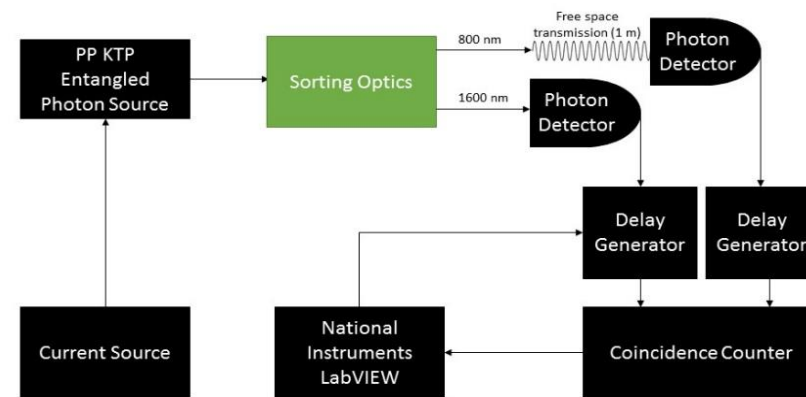 PP KTP
Entangled
Photon Source
Sorting Optics
800 nm
Free space
transmission (1 m)
Photon
Detector
1600 nm
Photon
Detector
Delay
Generator
Delay
Generator
Current Source
National
Instruments
LabVIEW
Coincidence Counter